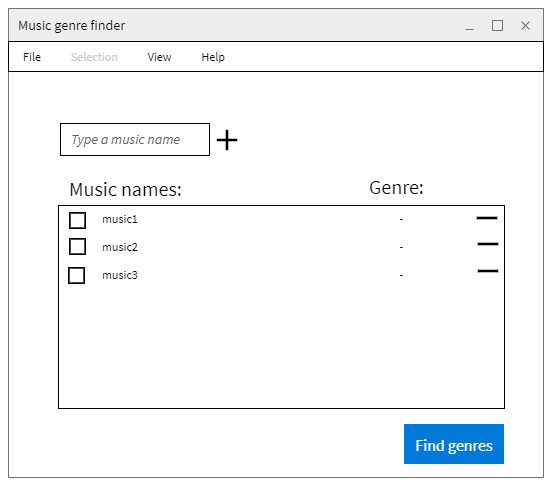 Music genre finder
File Selection View Help
Type a music name
Music names: Genre:
music1 -
music2 -
music3 -
Find genres